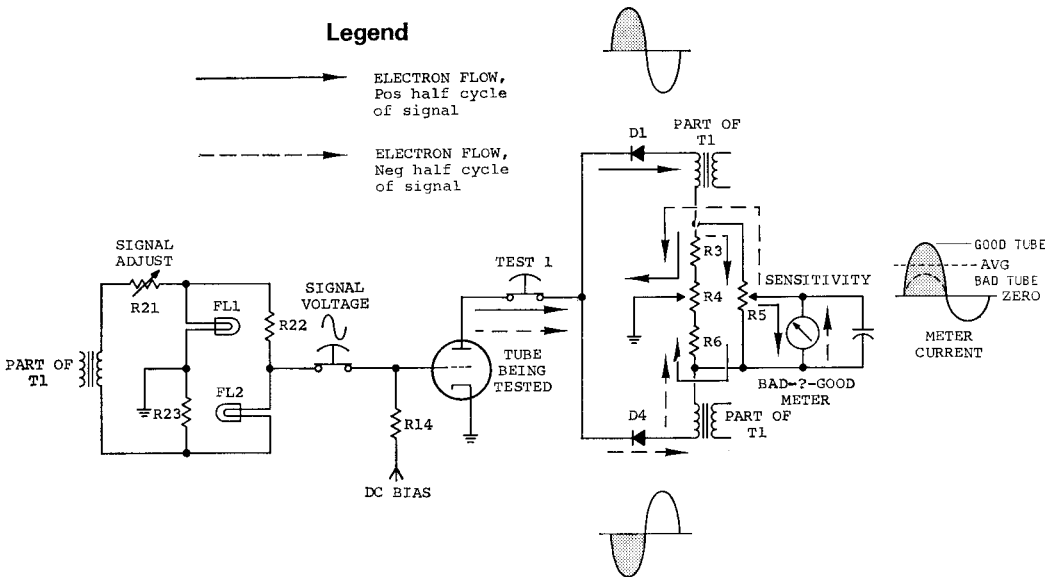 Legend
ELECTRON FLOW,
Pos half cycle
of signal
ELECTRON FLOW,
Neg half cycle
of signal
SIGNAL
ADJUST
R21
FL1
R22
PART OF
T1
R23
FL2
SIGNAL
VOLTAGE
R14
DC BIAS
TUBE
BEING
TESTED
TEST 1
D1
PART OF
T1
R3
R4
R6
R5
SENSITIVITY
BAD-?-GOOD
METER
D4
PART OF
T1
GOOD TUBE
AVG
BAD TUBE
ZERO
METER
CURRENT